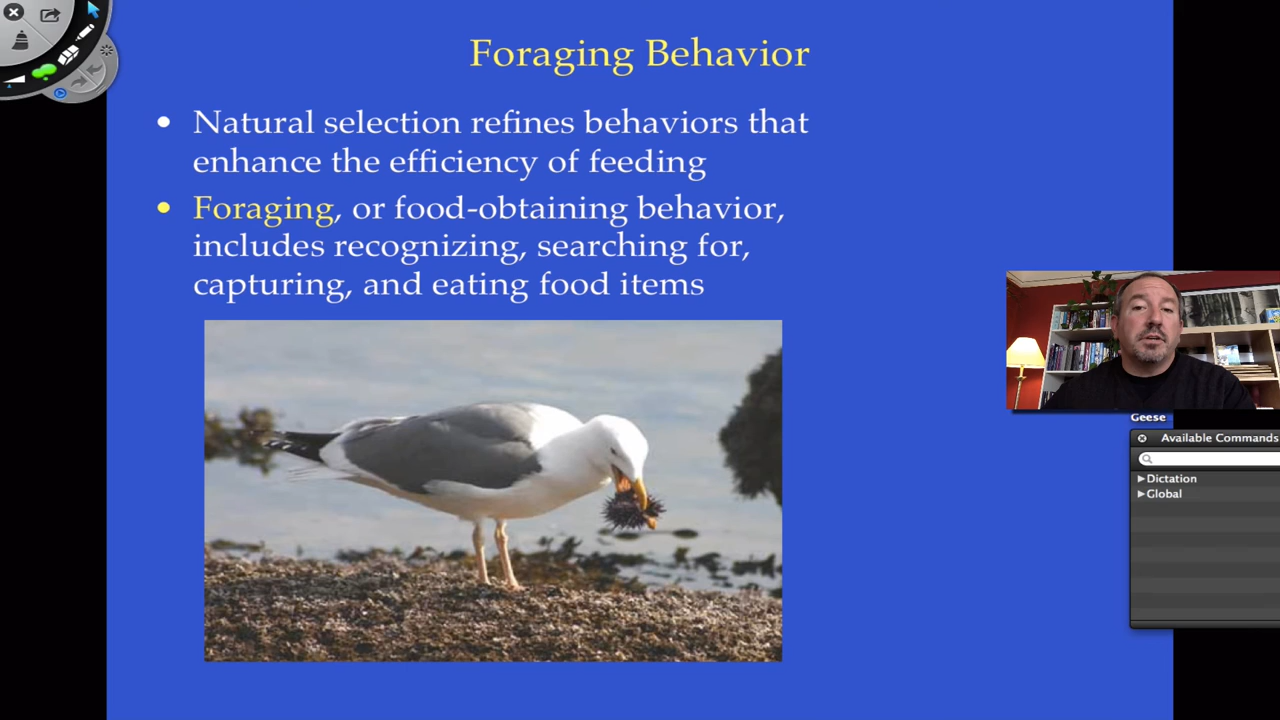 Foraging Behavior
• Natural selection refines behaviors that
enhance the efficiency of feeding
• Foraging, or food-obtaining behavior,
includes recognizing, searching for,
capturing, and eating food items
Geese
Available Commands
Dictation
Global